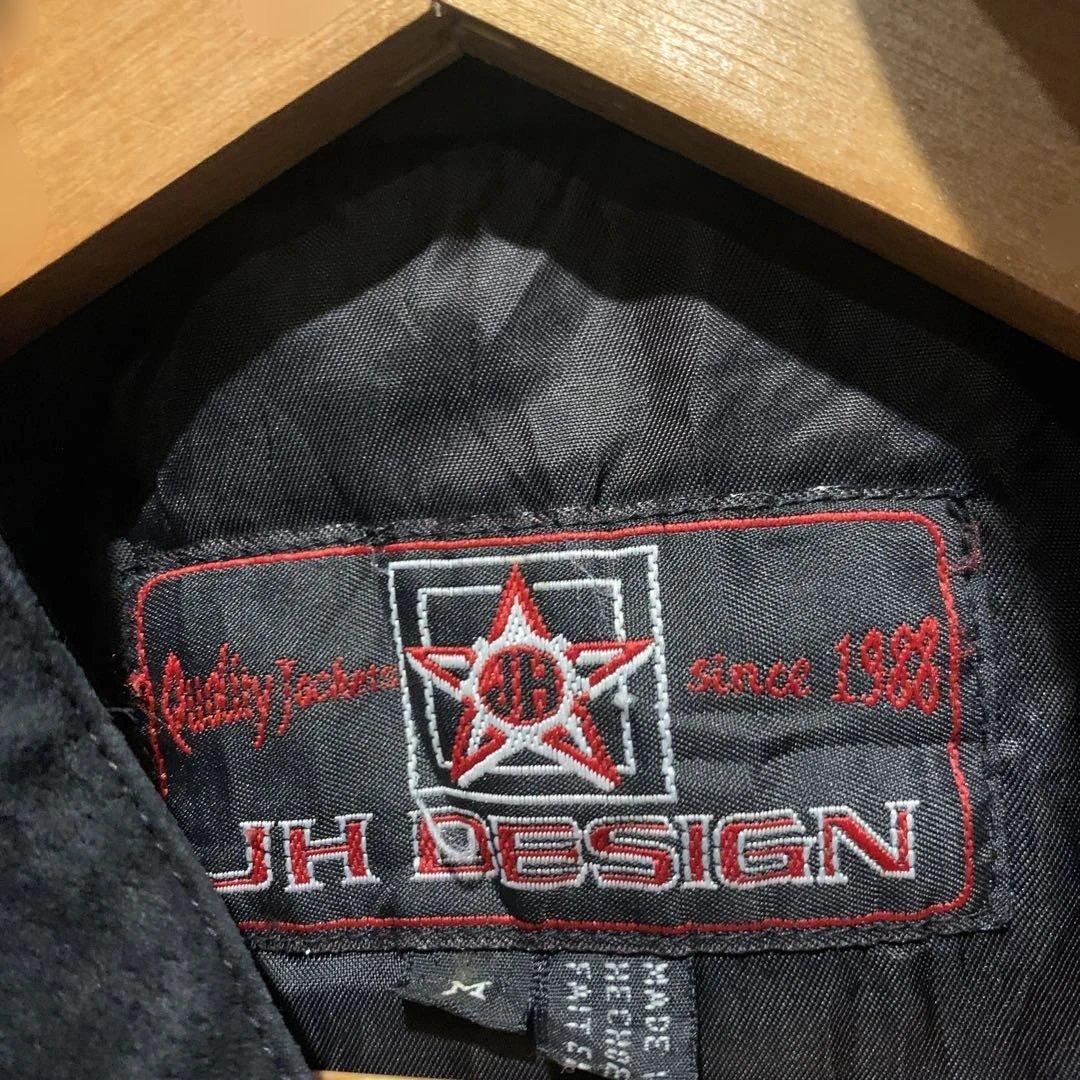 Quality Jackets
since 1988
JH
JH DESIGN
M
MADE
HECHO
FAIT